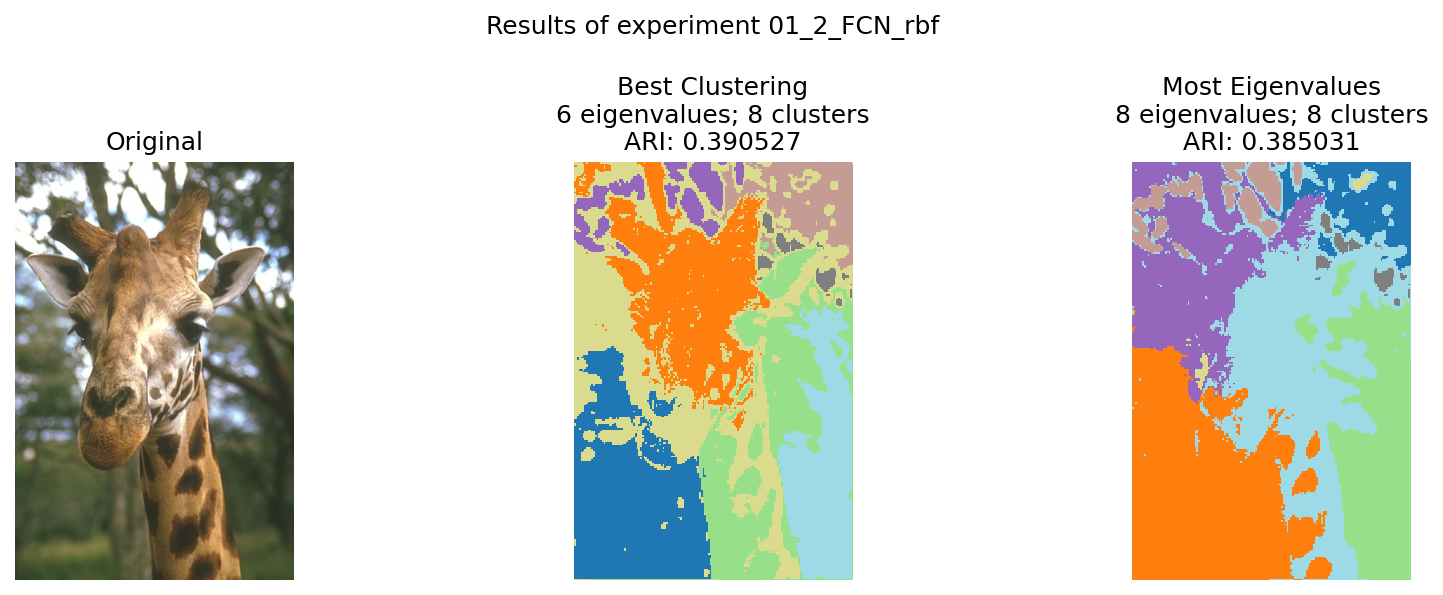 Results of experiment 01_2_FCN_rbf
Original
Best Clustering
6 eigenvalues; 8 clusters
ARI: 0.390527
Most Eigenvalues
8 eigenvalues; 8 clusters
ARI: 0.385031